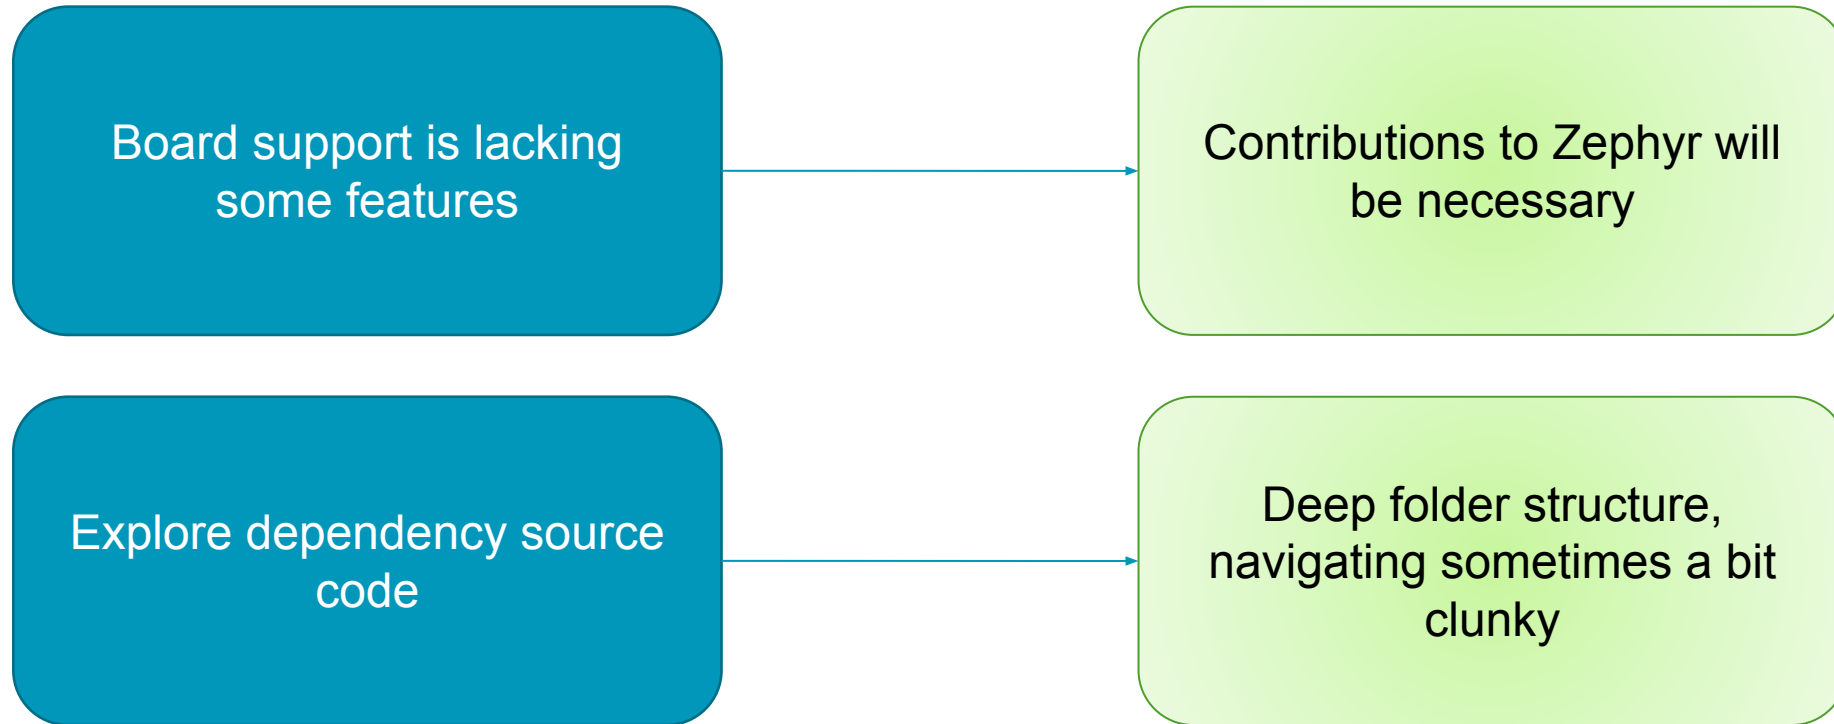 Board support is lacking
some features
Contributions to Zephyr will
be necessary
Explore dependency source
code
Deep folder structure,
navigating sometimes a bit
clunky